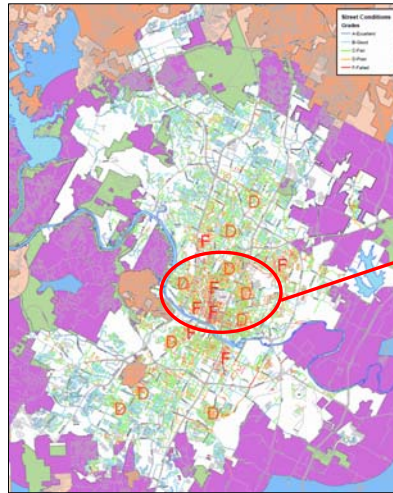 Street Conditions
Grades
A-Excellent
B-Good
C-Fair
D-Poor
F-Failed
D
D
F
F
D
D
F
D
F
F
D
F
D
D
F
D
D
D